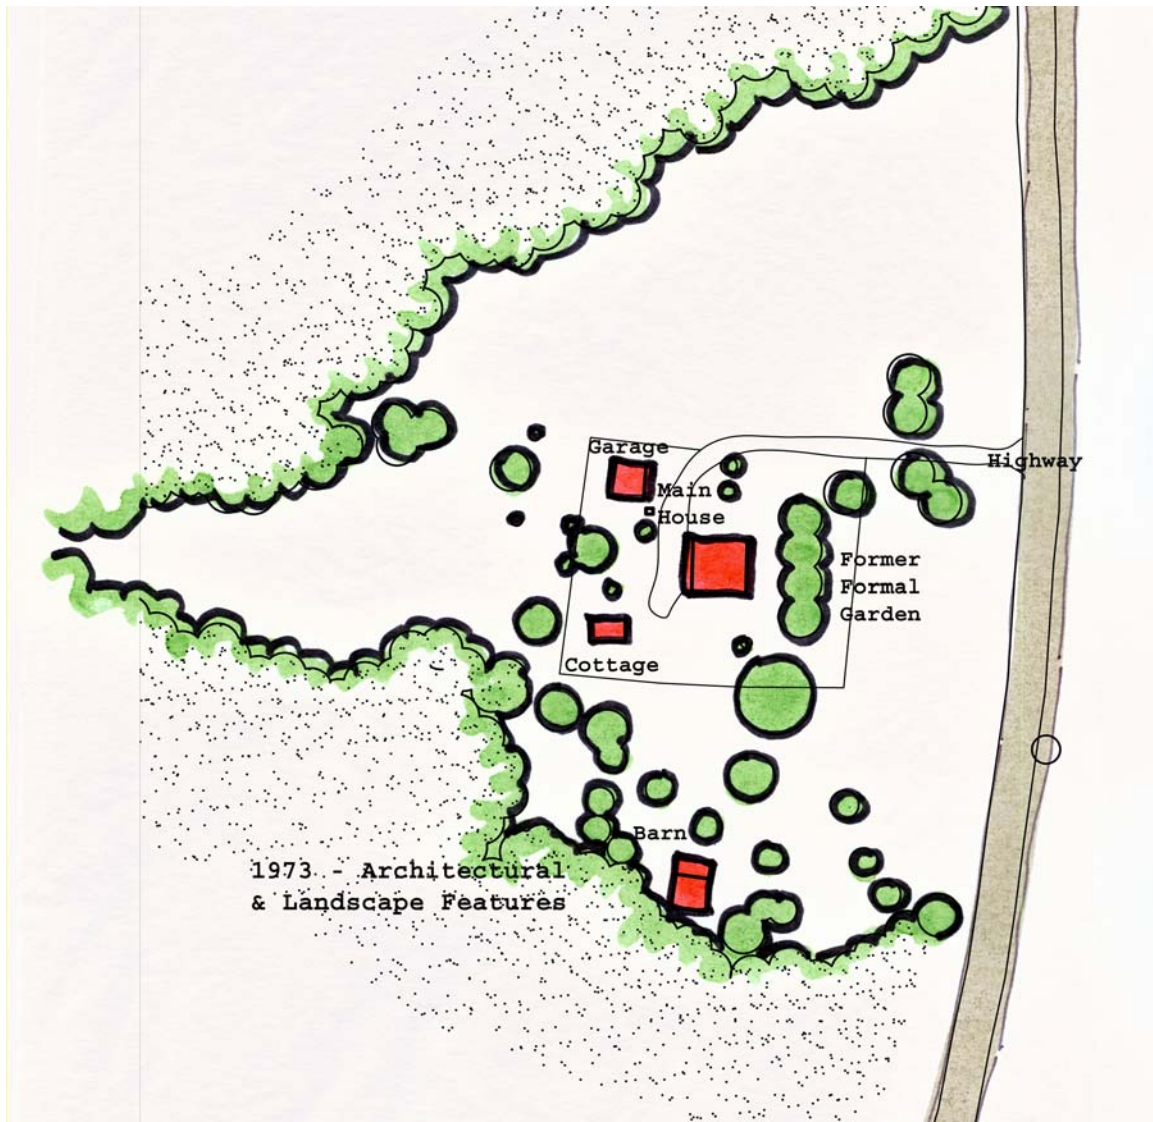 Garage
Highway
Main
House
Former
Formal
Garden
Cottage
Barn
1973 - Architectural
& Landscape Features